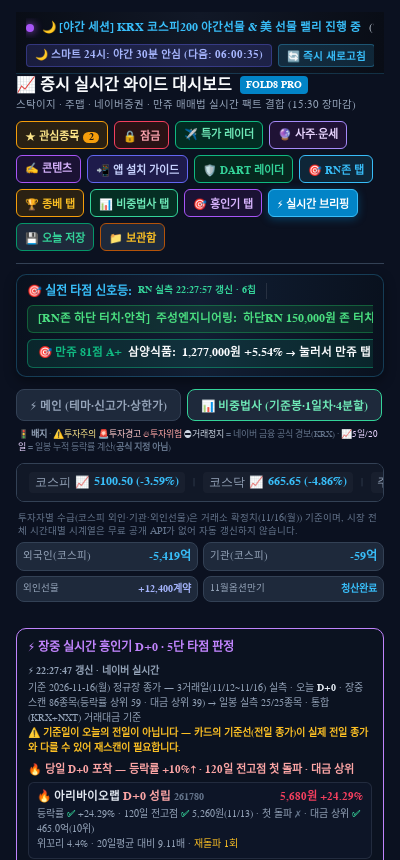 🌙 [야간 세션] KRX 코스피200 야간선물 & 美 선물 랠리 진행 중
🌙 스마트 24시: 야간 30분 안심 (다음: 06:00:35)
🔄 즉시 새로고침
📈 증시 실시간 와이드 대시보드 FOLD8 PRO
스탁이지 · 주맵 · 네이버증권 · 만쥬 매매법 실시간 팩트 결합 (15:30 장마감)
⭐ 관심종목 2 🔒 잠금 ✈️ 특가 레이더 🔮 사주·운세
✍️ 콘텐츠 📲 앱 설치 가이드 🛡️ DART 레이더 🎯 RN존 탭
🏆 종베 탭 📊 비중법사 탭 🎯 홍인기 탭 ⚡ 실시간 브리핑
💾 오늘 저장 📁 보관함
🎯 실전 타점 신호등: RN 실측 22:27:57 갱신 · 6칩
[RN존 하단 터치·안착] 주성엔지니어링: 하단RN 150,000원 존 터치
🎯 만쥬 81점 A+ 삼양식품: 1,277,000원 +5.54% → 눌러서 만쥬 탭
⚡ 메인 (테마·신고가·상한가)
📊 비중법사 (기준봉·1일차·4분할)
🚦 배지 · ⚠️투자주의 🚨투자경고 ⛔투자위험 ⛔거래정지 = 네이버 금융 공식 경보(KRX) · 📈5일/20
일 = 일봉 누적 등락률 계산(공식 지정 아님)
코스피 📈 5100.50 (-3.59%) | 코스닥 📈 665.65 (-4.86%) |
투자자별 수급(코스피 외인·기관·외인선물)은 거래소 확정치(11/16(월)) 기준이며, 시장 전
체 시간대별 시계열은 무료 공개 API가 없어 자동 갱신하지 않습니다.
외국인(코스피) -5,419억
기관(코스피) -59억
외인선물 +12,400계약
11월옵션만기 청산완료
⚡ 장중 실시간 홍인기 D+0 · 5단 타점 판정
⚡ 22:27:47 갱신 · 네이버 실시간
기준 2026-11-16(월) 정규장 종가 — 3거래일(11/12~11/16) 실측 · 오늘 D+0 · 장중
스캔 86종목(등락률 상위 59 · 대금 상위 39) → 일봉 실측 25/25종목 · 통합
(KRX+NXT) 거래대금 기준
⚠️ 기준일이 오늘의 전일이 아닙니다 — 카드의 기준선(전일 종가)이 실제 전일 종가
와 다를 수 있어 재스캔이 필요합니다.
🔥 당일 D+0 포착 — 등락률 +10%↑ · 120일 전고점 첫 돌파 · 대금 상위
🔥 아리바이오랩 D+0 성립 261780 5,680원 +24.29%
등락률 ✅ +24.29% · 120일 전고점 ✅ 5,260원(11/13) · 첫 돌파 ✗ · 대금 상위 ✅
465.0억(10위)
위꼬리 4.4% · 20일평균 대비 9.11배 · 재돌파 1회